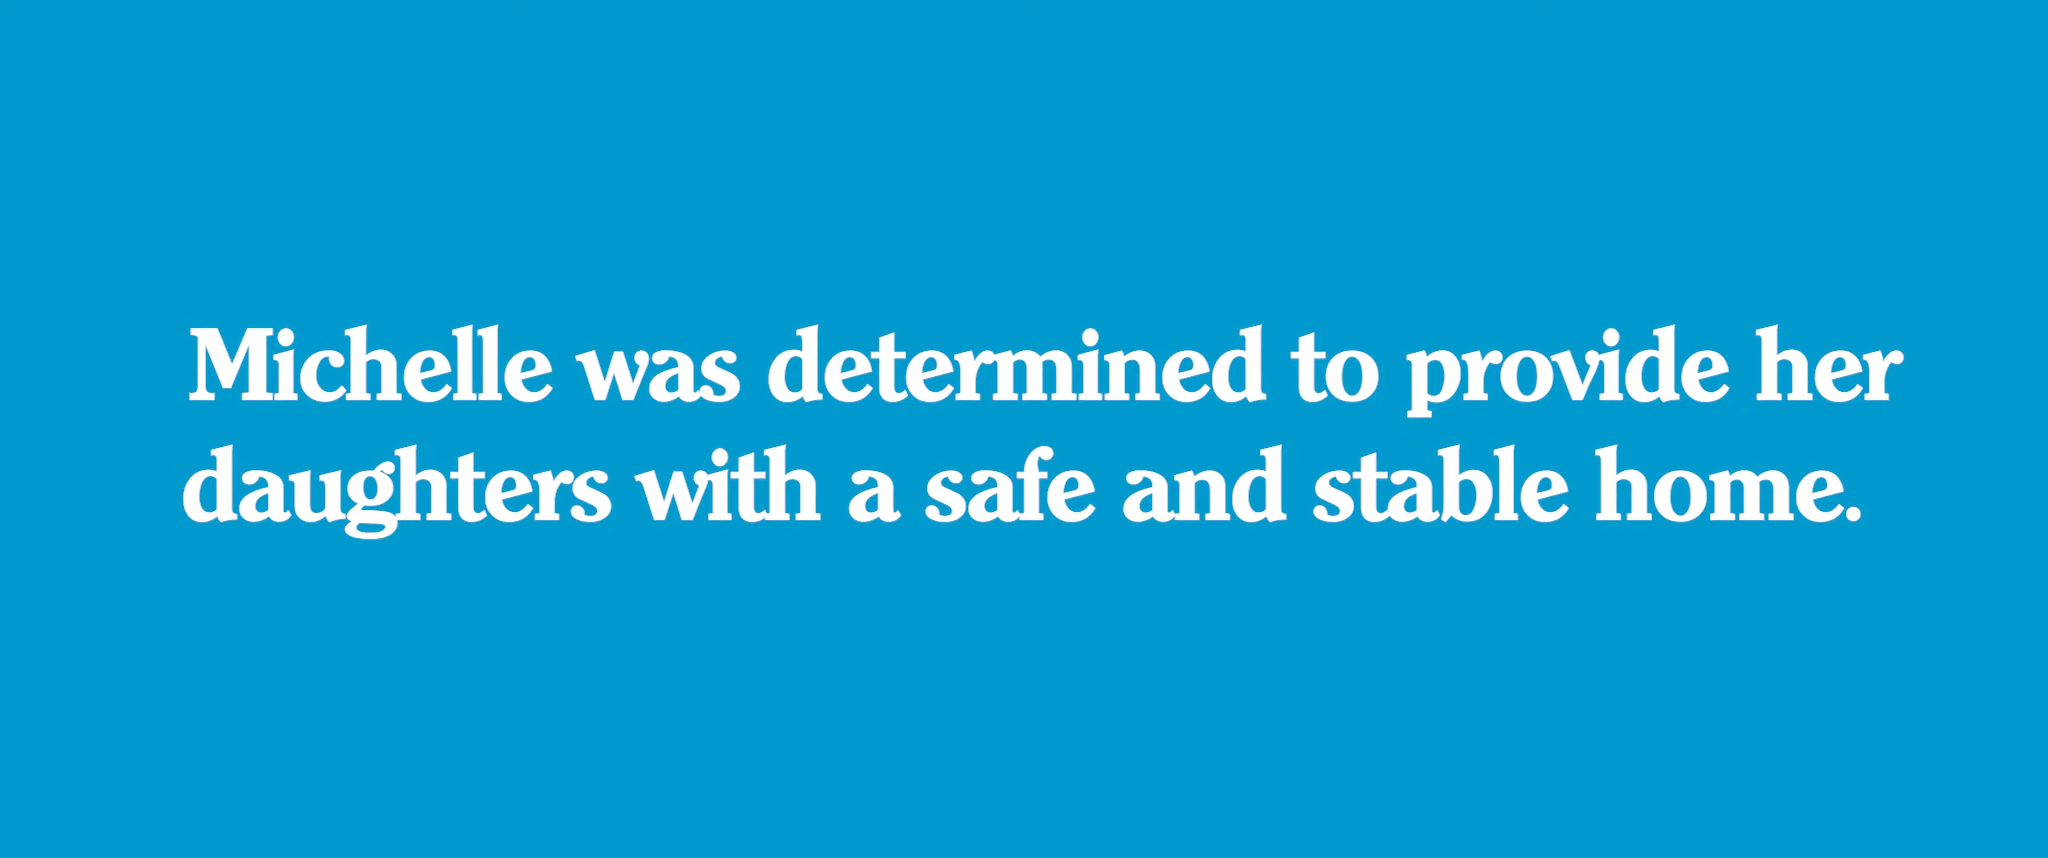 Michelle was determined to provide her
daughters with a safe and stable home.